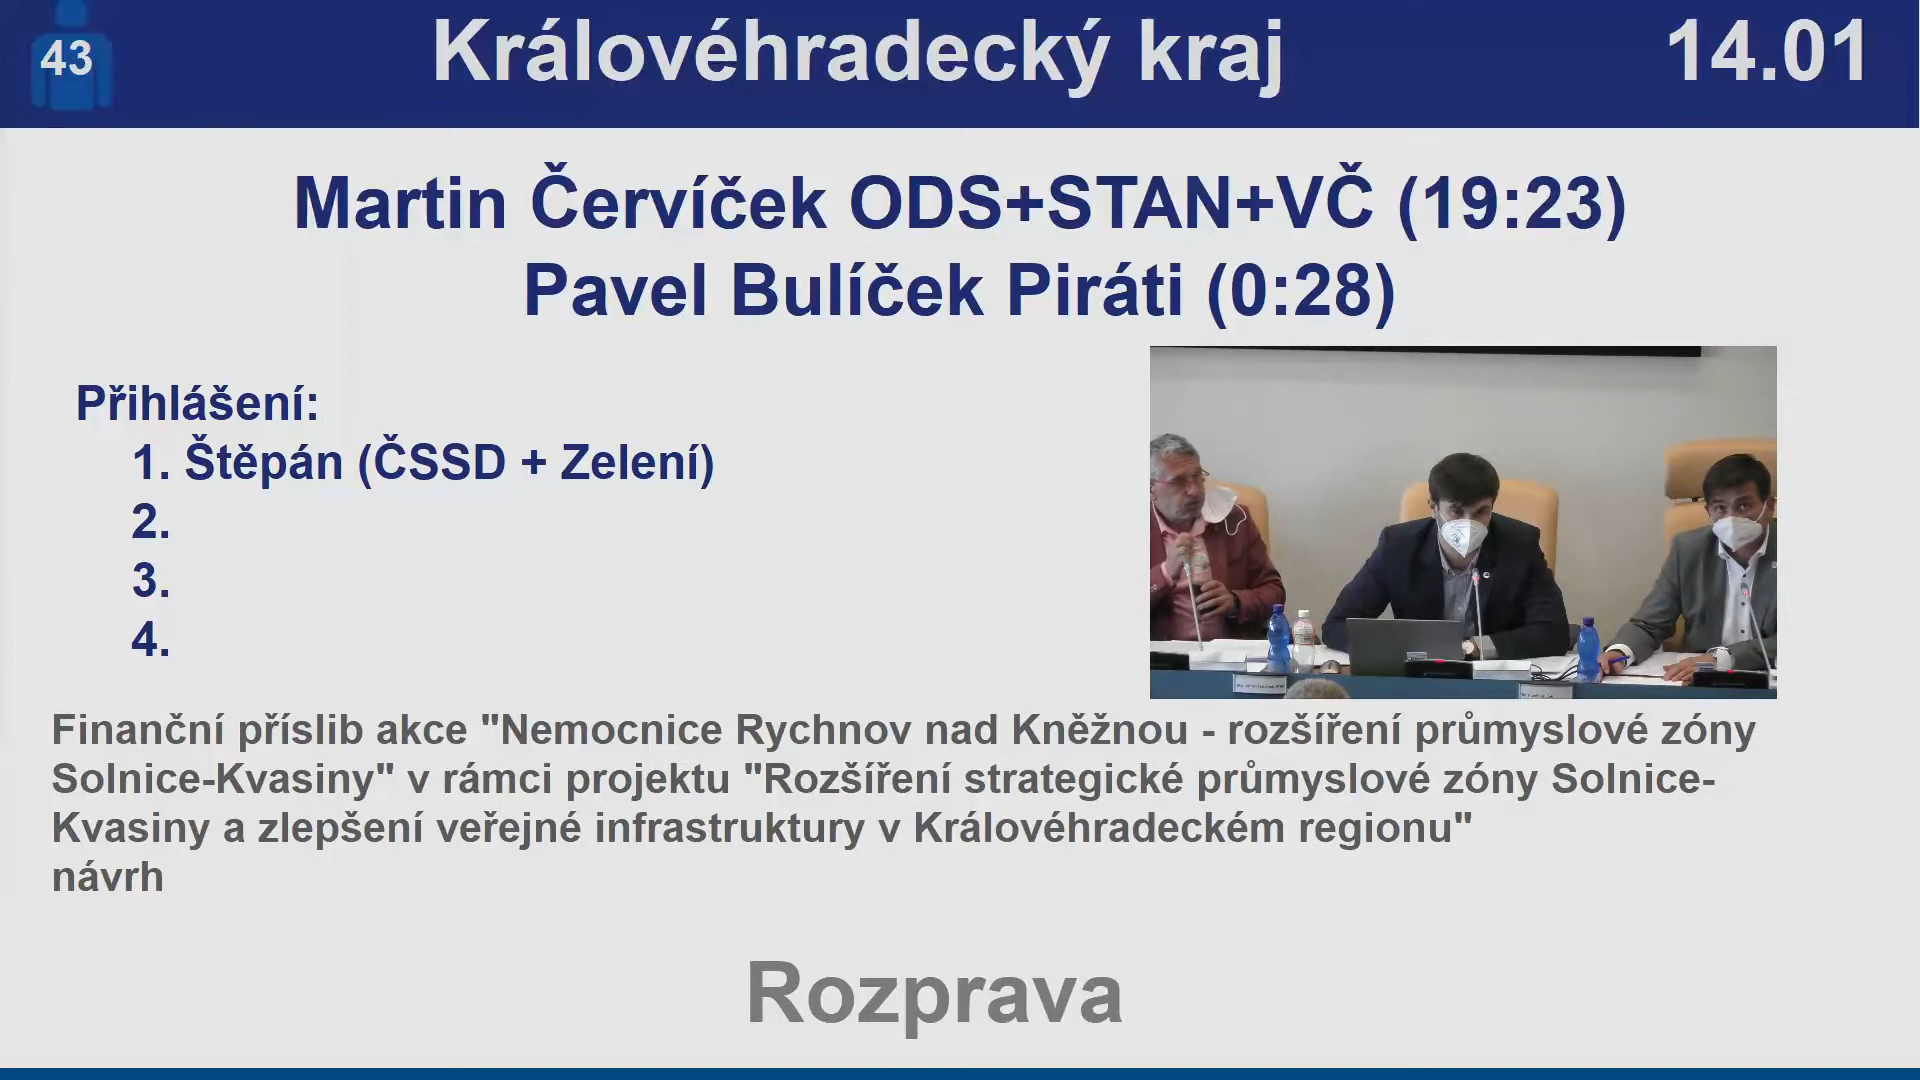 43
Královéhradecký kraj
14.01
Martin Červíček ODS+STAN+VČ (19:23)
Pavel Bulíček Piráti (0:28)
Přihlášení:
1. Štěpán (ČSSD + Zelení)
2.
3.
4.
Finanční příslib akce "Nemocnice Rychnov nad Kněžnou - rozšíření průmyslové zóny
Solnice-Kvasiny" v rámci projektu "Rozšíření strategické průmyslové zóny Solnice-
Kvasiny a zlepšení veřejné infrastruktury v Královéhradeckém regionu"
návrh
Rozprava